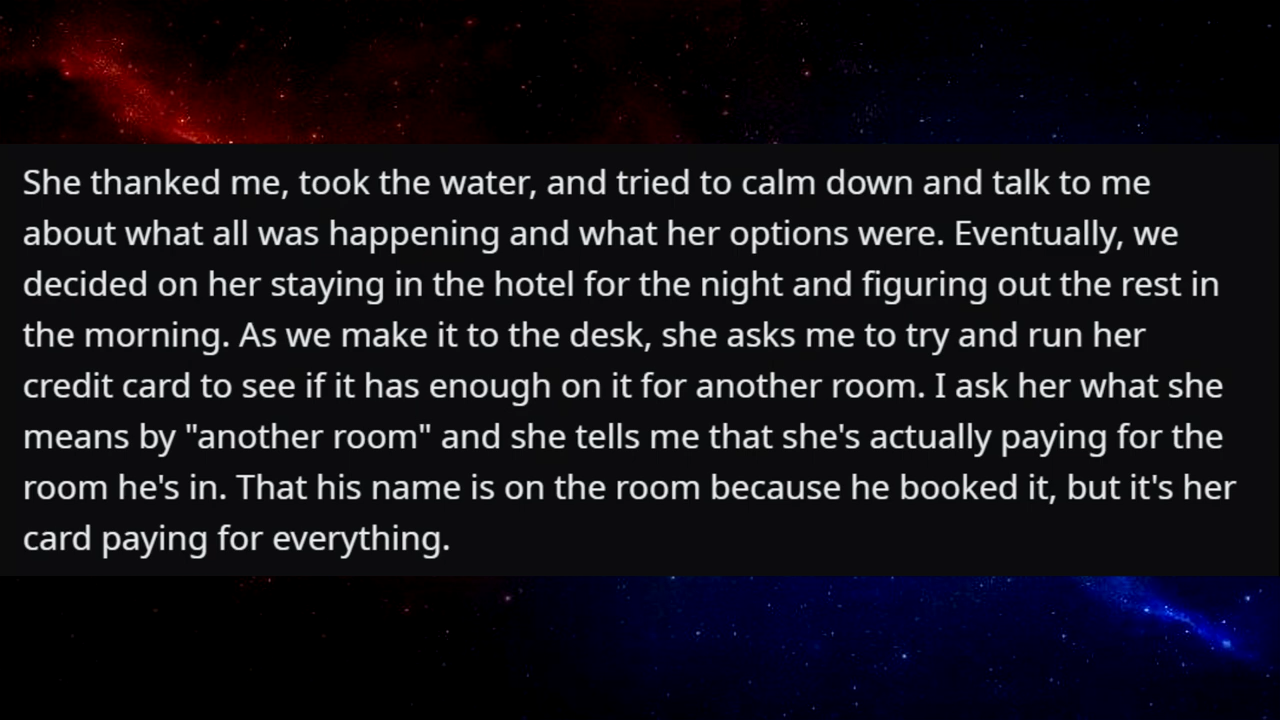 She thanked me, took the water, and tried to calm down and talk to me
about what all was happening and what her options were. Eventually, we
decided on her staying in the hotel for the night and figuring out the rest in
the morning. As we make it to the desk, she asks me to try and run her
credit card to see if it has enough on it for another room. I ask her what she
means by "another room" and she tells me that she's actually paying for the
room he's in. That his name is on the room because he booked it, but it's her
card paying for everything.